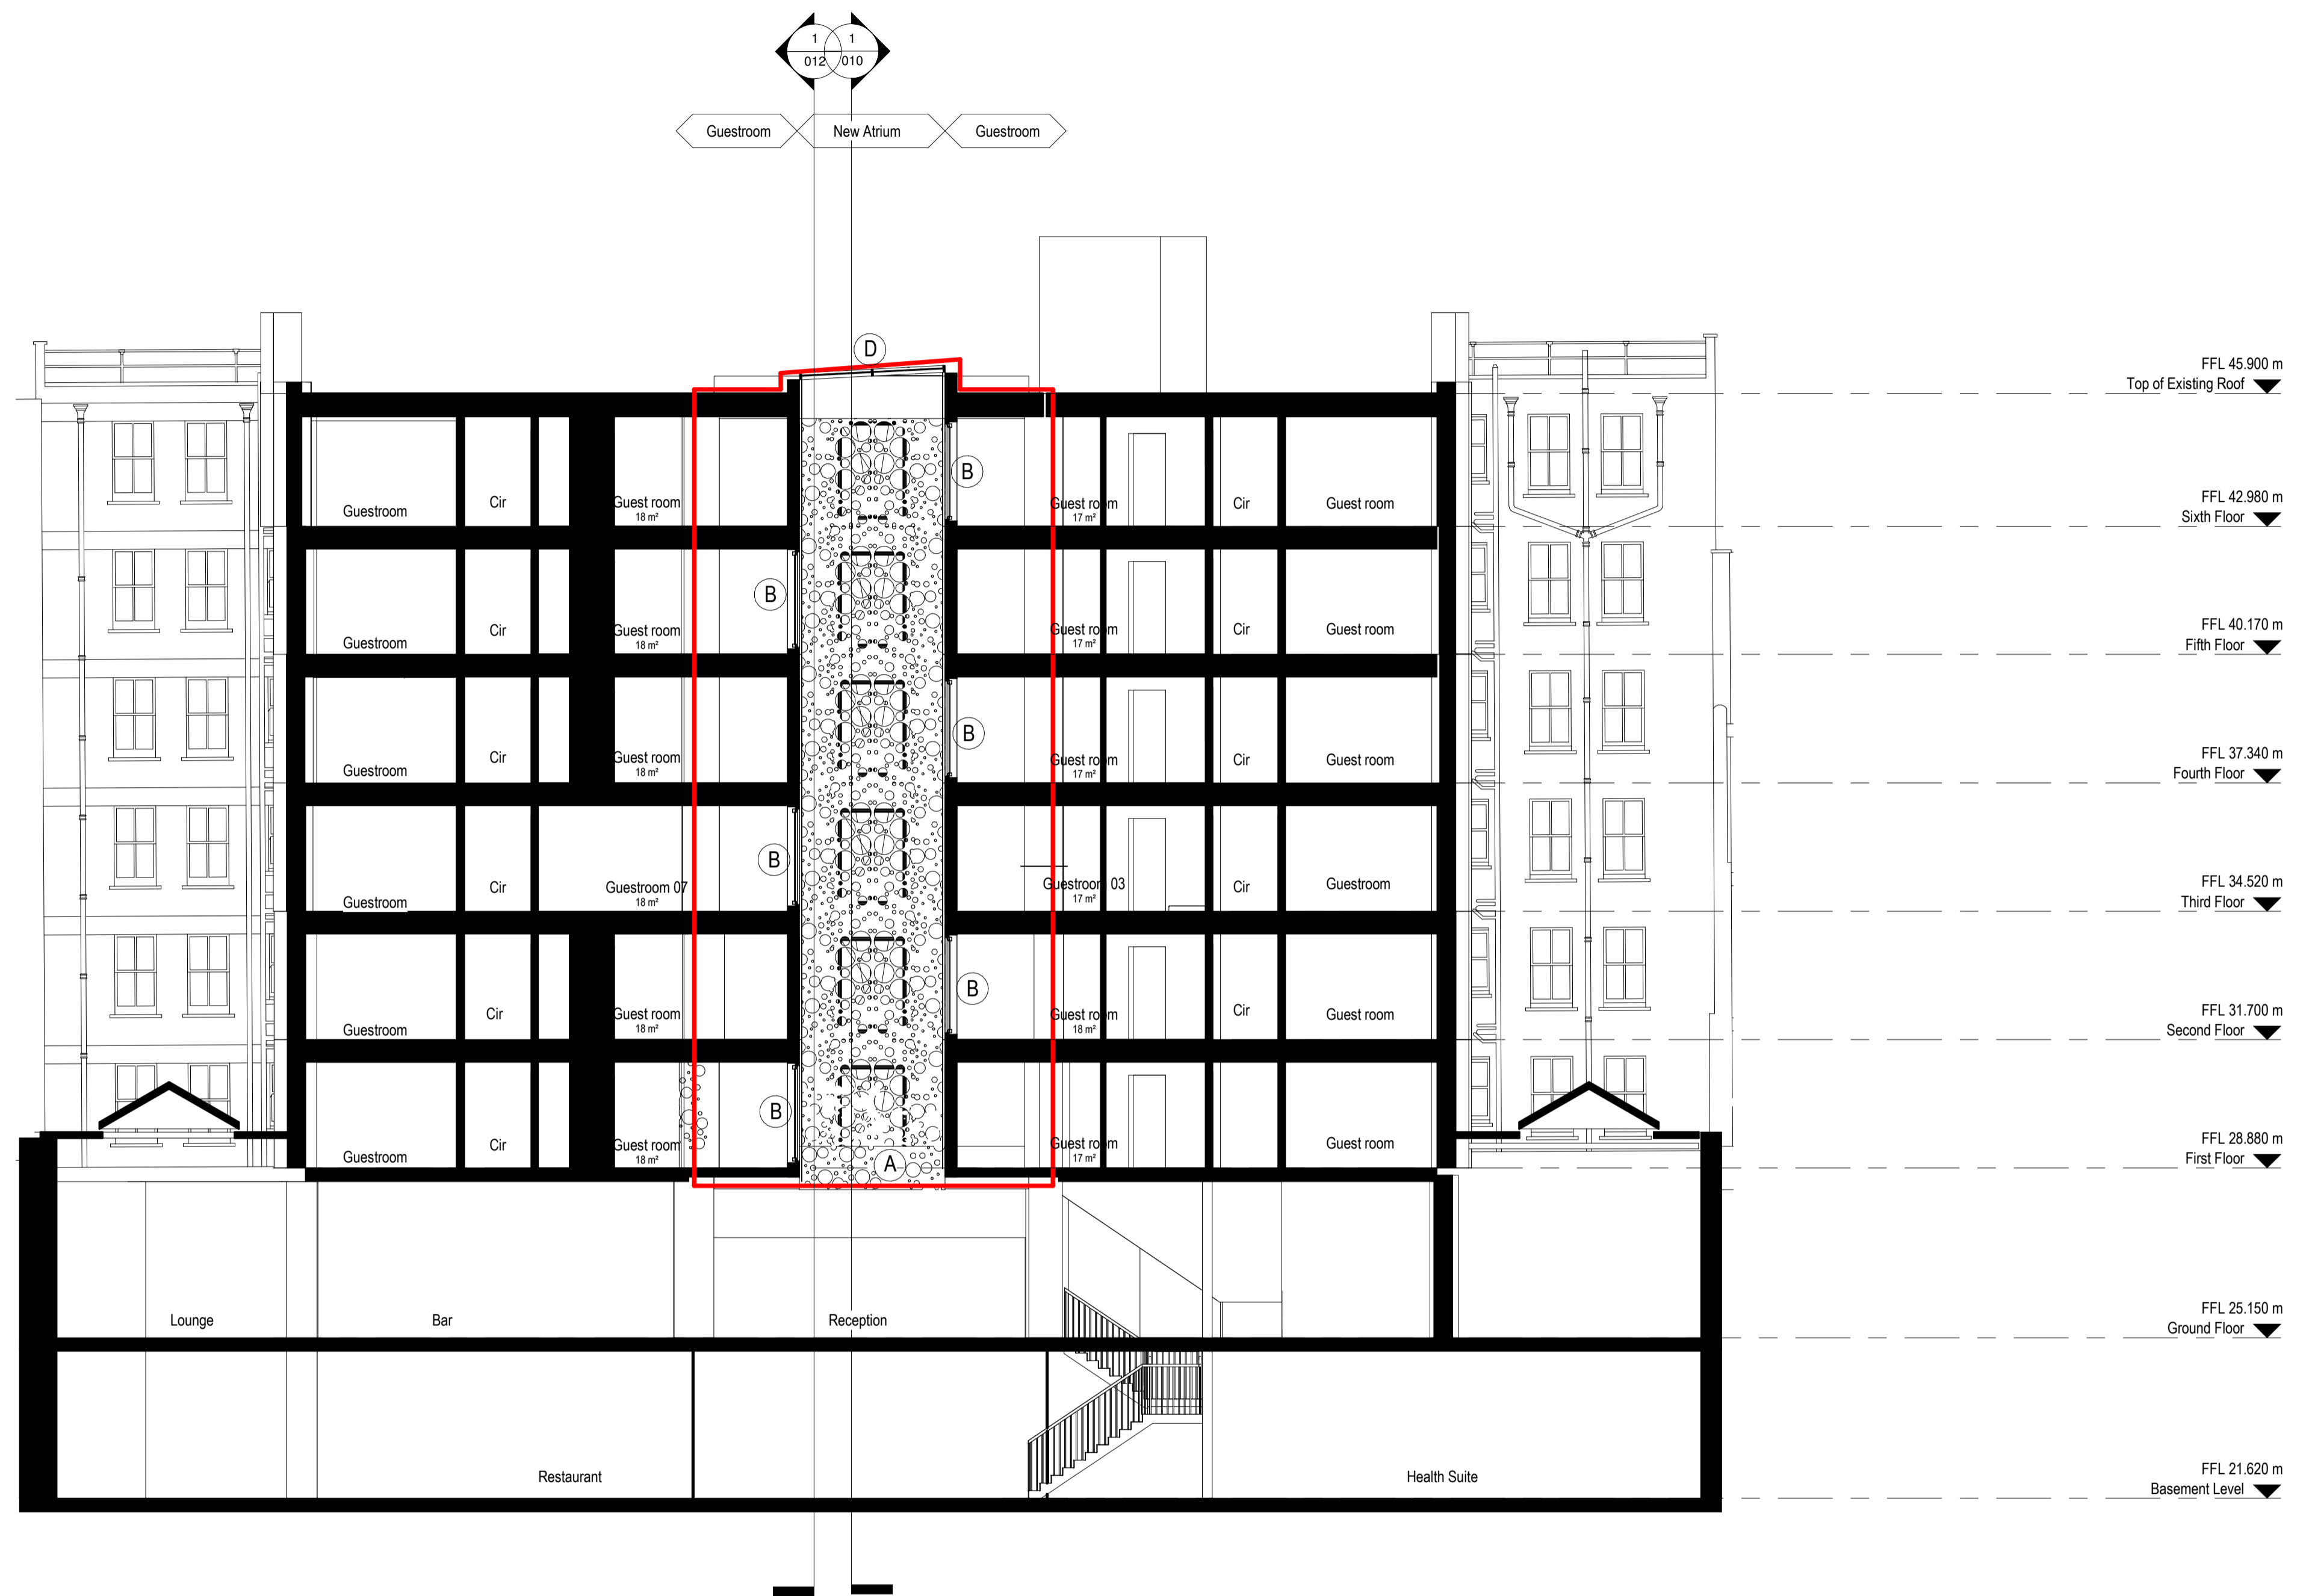 1 1
012 010
Guestroom New Atrium Guestroom
D
FFL 45.900 m
Top of Existing Roof
B
Guestroom Cir Guest room 18 m² Guest room 17 m² Cir Guest room
FFL 42.980 m
Sixth Floor
B
Guestroom Cir Guest room 18 m² Guest room 17 m² Cir Guest room
FFL 40.170 m
Fifth Floor
B
Guestroom Cir Guest room 18 m² Guest room 17 m² Cir Guest room
FFL 37.340 m
Fourth Floor
B
Guestroom Cir Guestroom 07 18 m² Guestroom 03 17 m² Cir Guestroom
FFL 34.520 m
Third Floor
B
Guestroom Cir Guest room 18 m² Guest room 18 m² Cir Guest room
FFL 31.700 m
Second Floor
B
Guestroom Cir Guest room 18 m² A Guest room 17 m² Cir Guest room
FFL 28.880 m
First Floor
Lounge Bar Reception
FFL 25.150 m
Ground Floor
Restaurant Health Suite
FFL 21.620 m
Basement Level